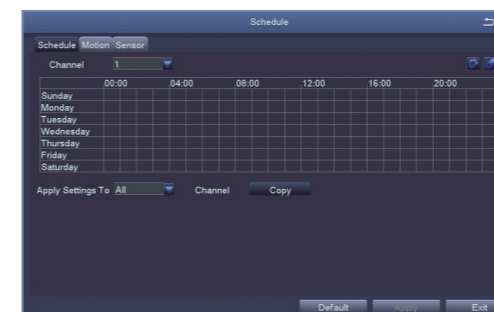 Schedule
Schedule Motion Sensor
Channel 1
00:00 04:00 08:00 12:00 16:00 20:00
Sunday
Monday
Tuesday
Wednesday
Thursday
Friday
Saturday
Apply Settings To All Channel Copy
Default Apply Exit